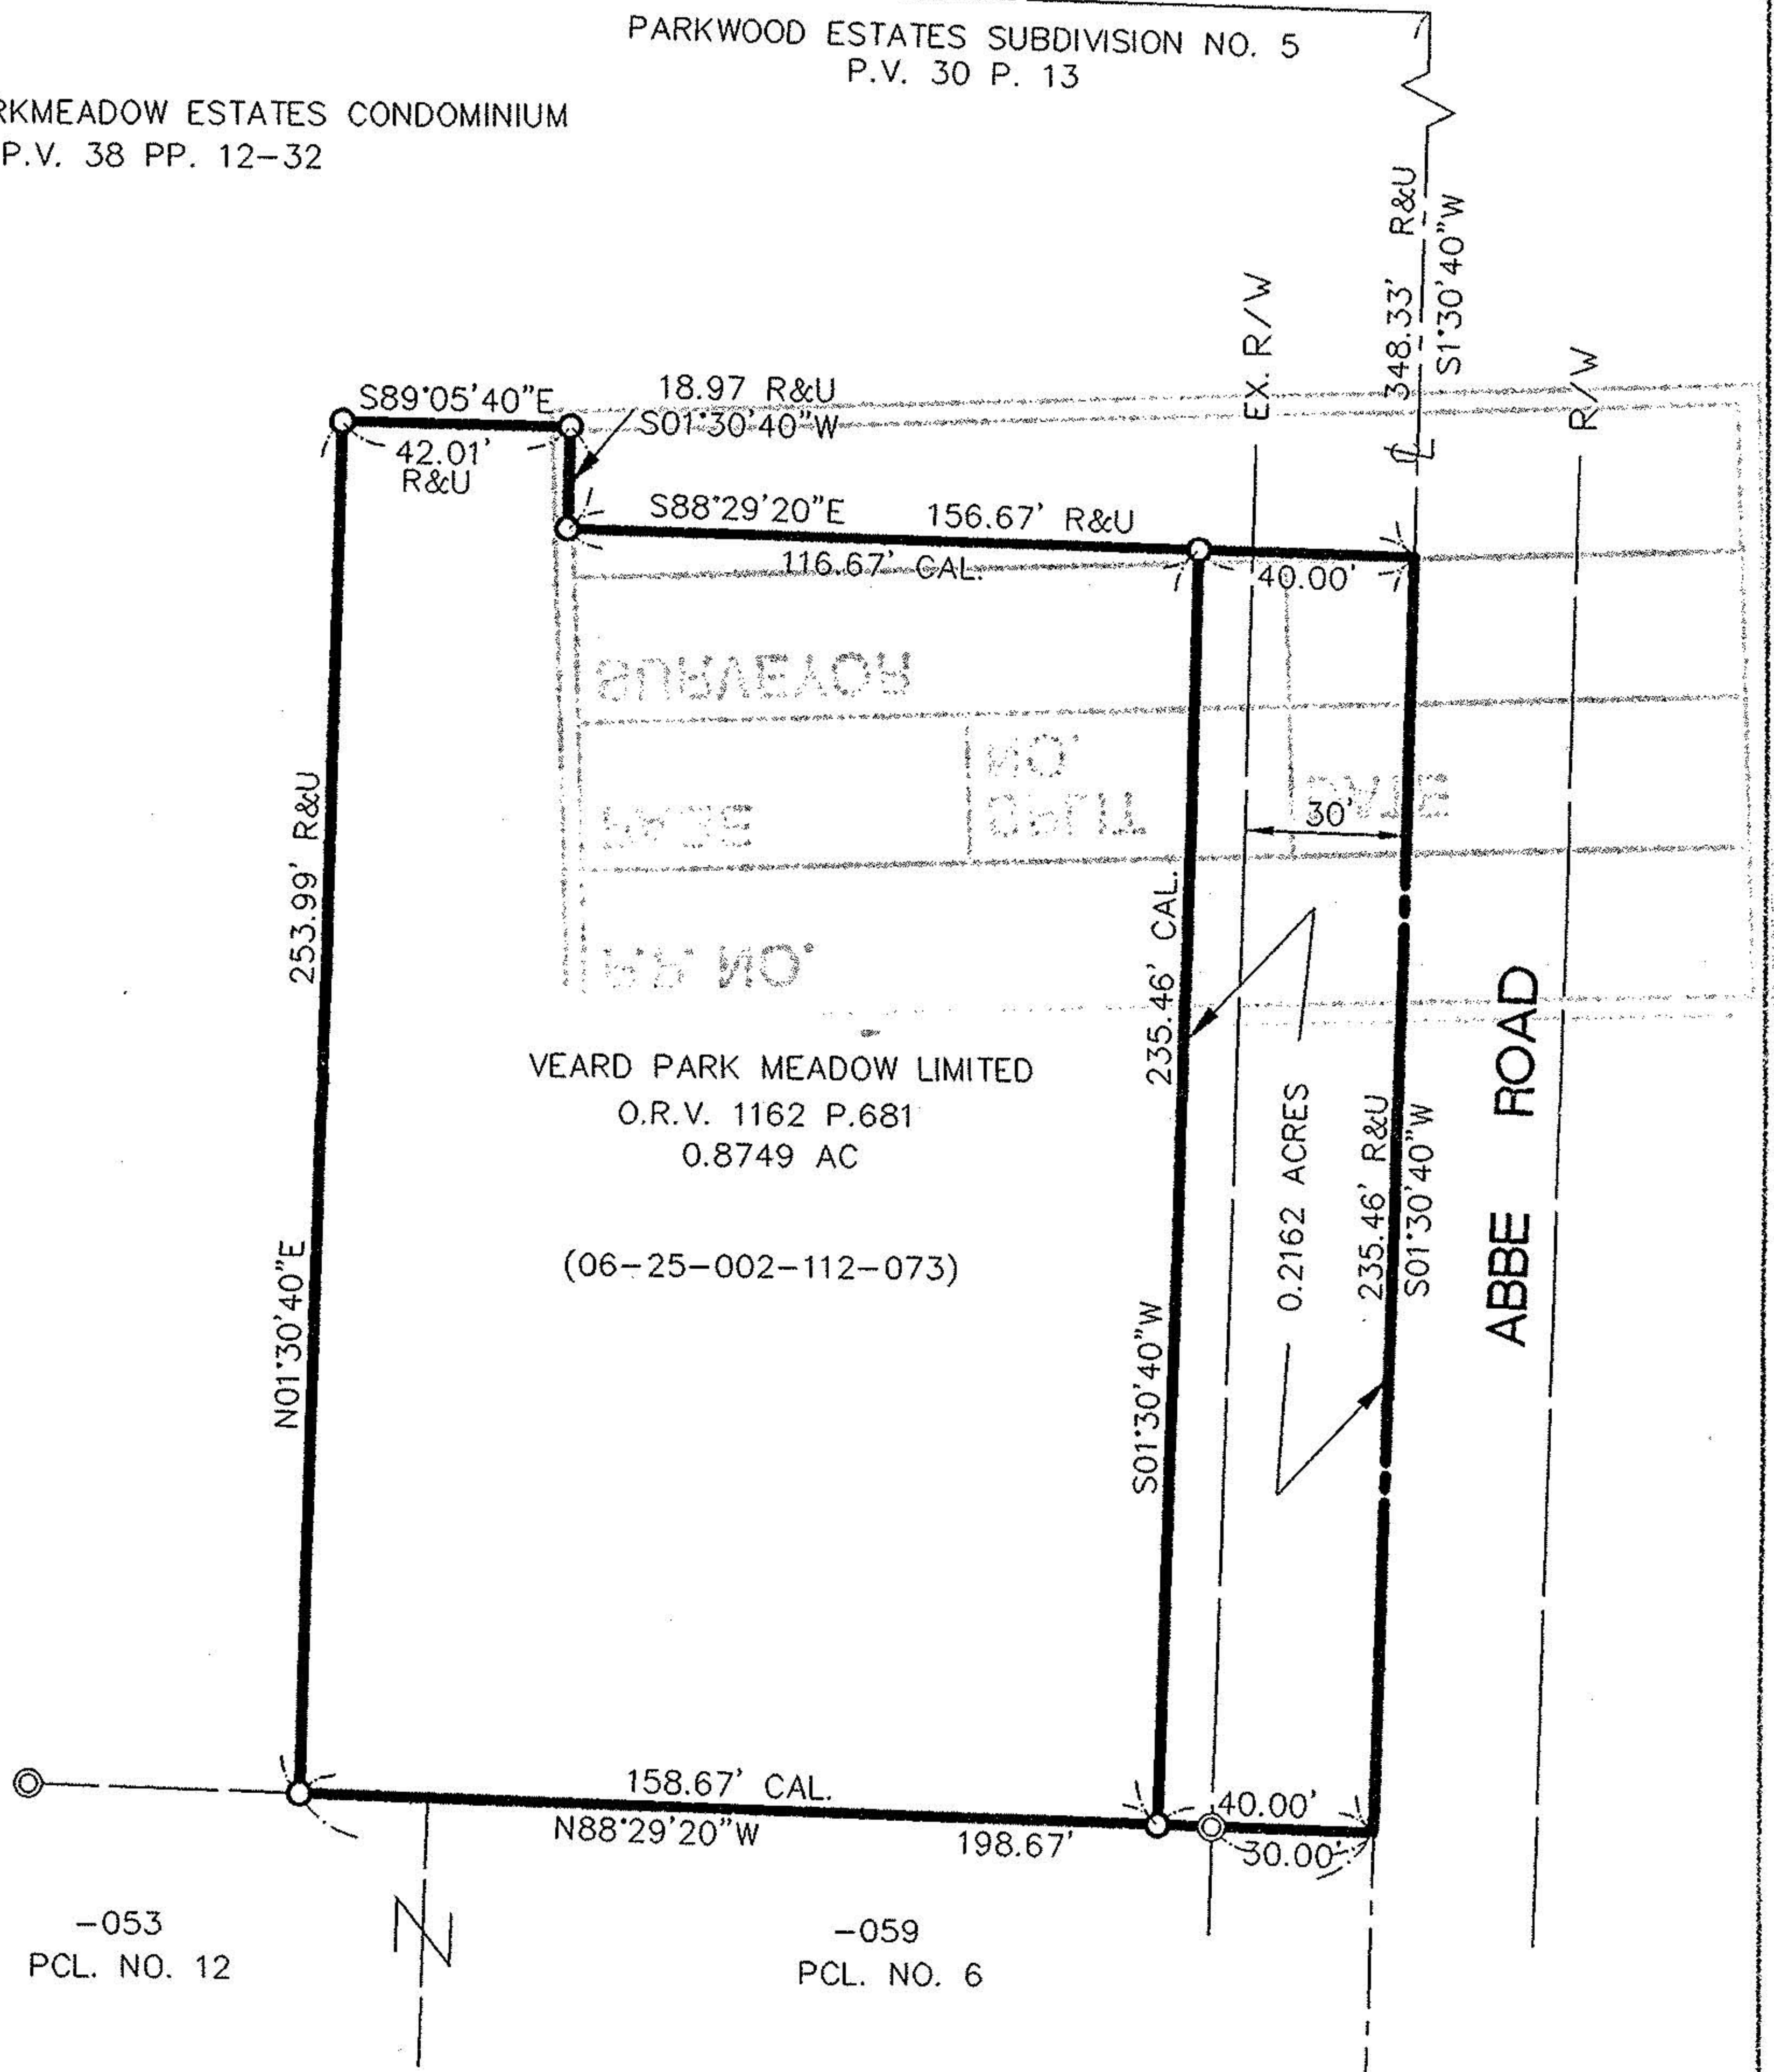 PARKWOOD ESTATES SUBDIVISION NO. 5
P.V. 30 P. 13
RKMEADOW ESTATES CONDOMINIUM
P.V. 38 PP. 12-32
348.33' R&U
S1°30'40"W
EX. R/W
R/W
S89°05'40"E
42.01'
R&U
18.97 R&U
S01°30'40"W
S88°29'20"E 156.67' R&U
116.67' CAL.
40.00'
SURVEYOR
NO.
DATE
30'
253.99' R&U
N01°30'40"E
235.46' CAL.
S01°30'40"W
VEARD PARK MEADOW LIMITED
O.R.V. 1162 P.681
0.8749 AC
(06-25-002-112-073)
0.2162 ACRES
235.46' R&U
S01°30'40"W
ABBE ROAD
158.67' CAL.
N88°29'20"W
198.67'
40.00'
30.00'
-053
PCL. NO. 12
N
-059
PCL. NO. 6